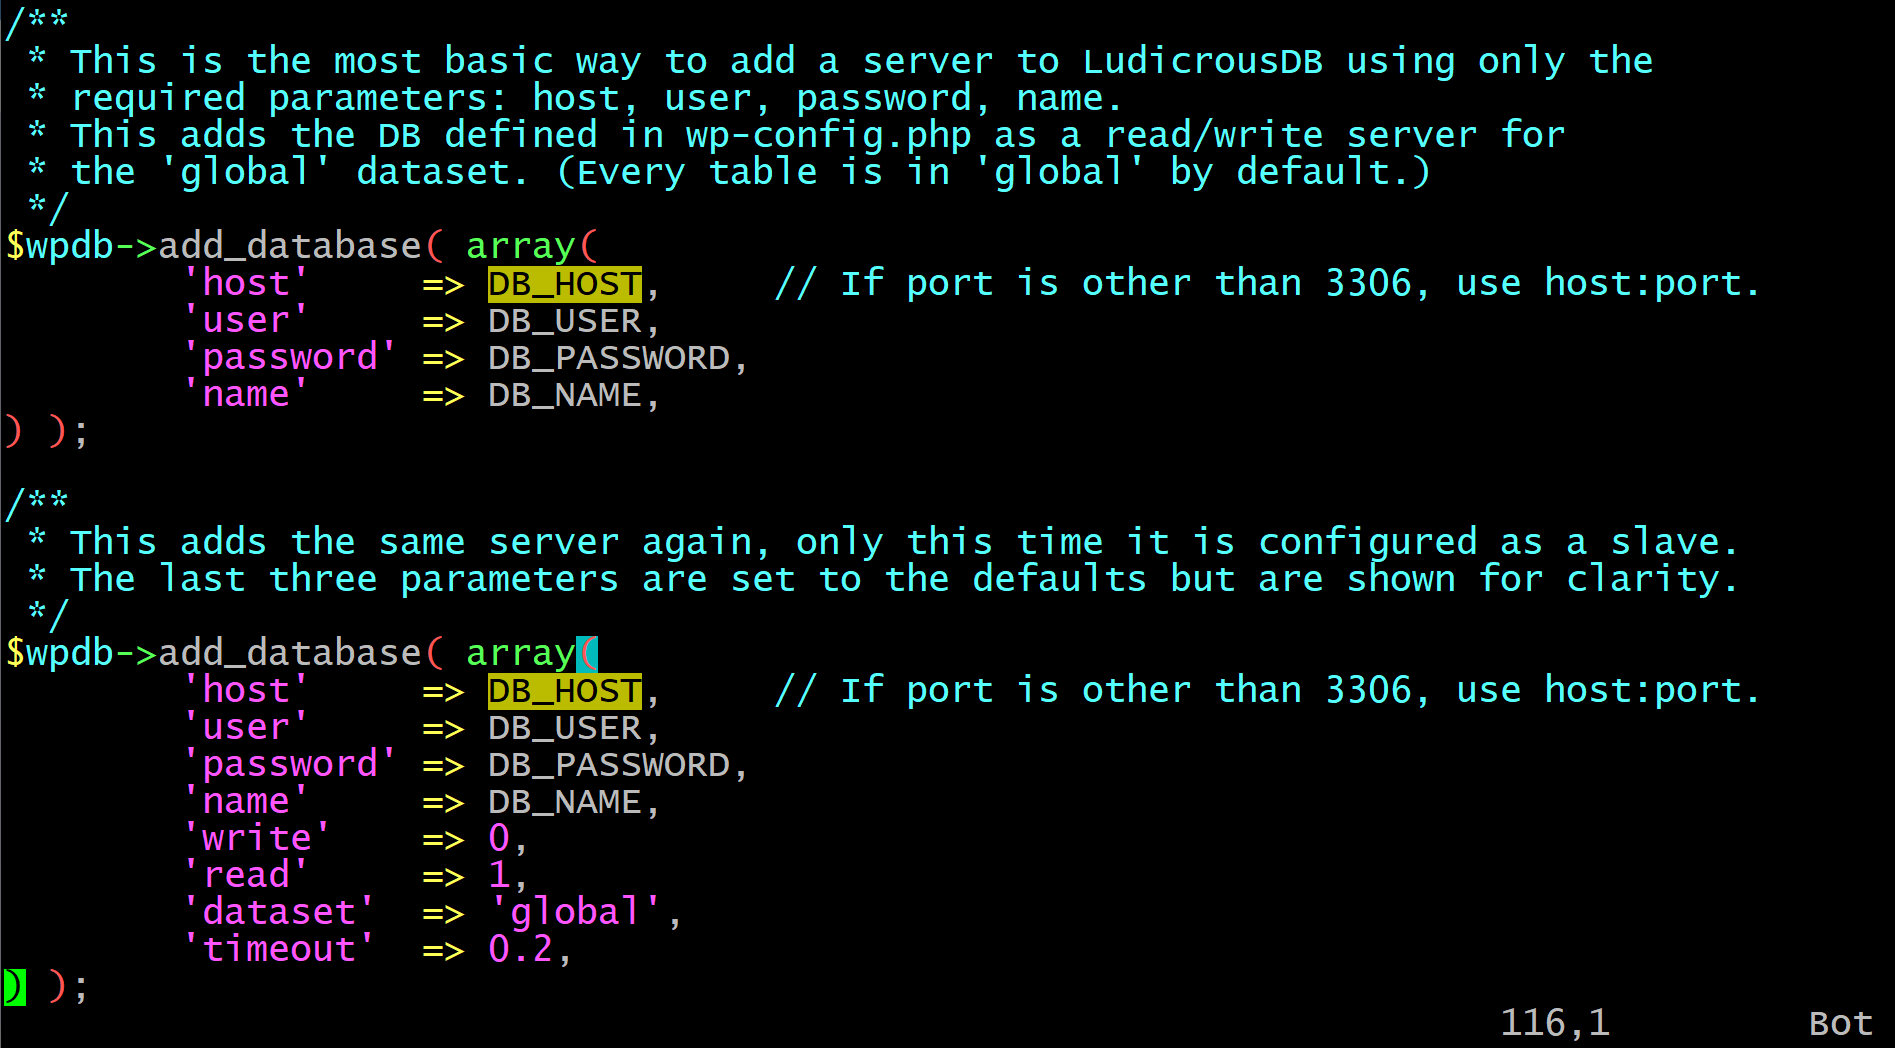 /**
 * This is the most basic way to add a server to LudicrousDB using only the
 * required parameters: host, user, password, name.
 * This adds the DB defined in wp-config.php as a read/write server for
 * the 'global' dataset. (Every table is in 'global' by default.)
 */
$wpdb->add_database( array(
        'host'     => DB_HOST,     // If port is other than 3306, use host:port.
        'user'     => DB_USER,
        'password' => DB_PASSWORD,
        'name'     => DB_NAME,
) );

/**
 * This adds the same server again, only this time it is configured as a slave.
 * The last three parameters are set to the defaults but are shown for clarity.
 */
$wpdb->add_database( array(
        'host'     => DB_HOST,     // If port is other than 3306, use host:port.
        'user'     => DB_USER,
        'password' => DB_PASSWORD,
        'name'     => DB_NAME,
        'write'    => 0,
        'read'     => 1,
        'dataset'  => 'global',
        'timeout'  => 0.2,
) );
116,1         Bot